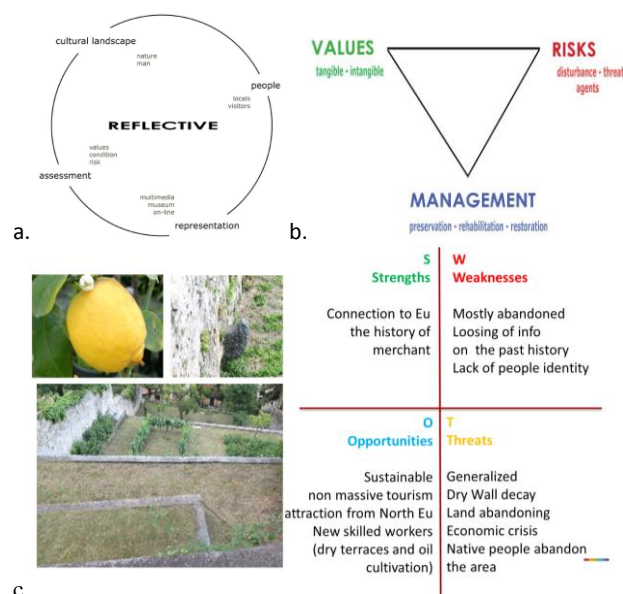 cultural landscape
nature
man
people
locals
visitors
REFLECTIVE
values
condition
risk
assessment
multimedia
museum
on-line
representation
a.
VALUES
tangible - intangible
RISKS
disturbance - threat
agents
MANAGEMENT
preservation - rehabilitation - restoration
b.
S
Strengths
Connection to Eu
the history of
merchant
W
Weaknesses
Mostly abandoned
Loosing of info
on the past history
Lack of people identity
O
Opportunities
Sustainable
non massive tourism
attraction from North Eu
New skilled workers
(dry terraces and oil
cultivation)
T
Threats
Generalized
Dry Wall decay
Land abandoning
Economic crisis
Native people abandon
the area
c